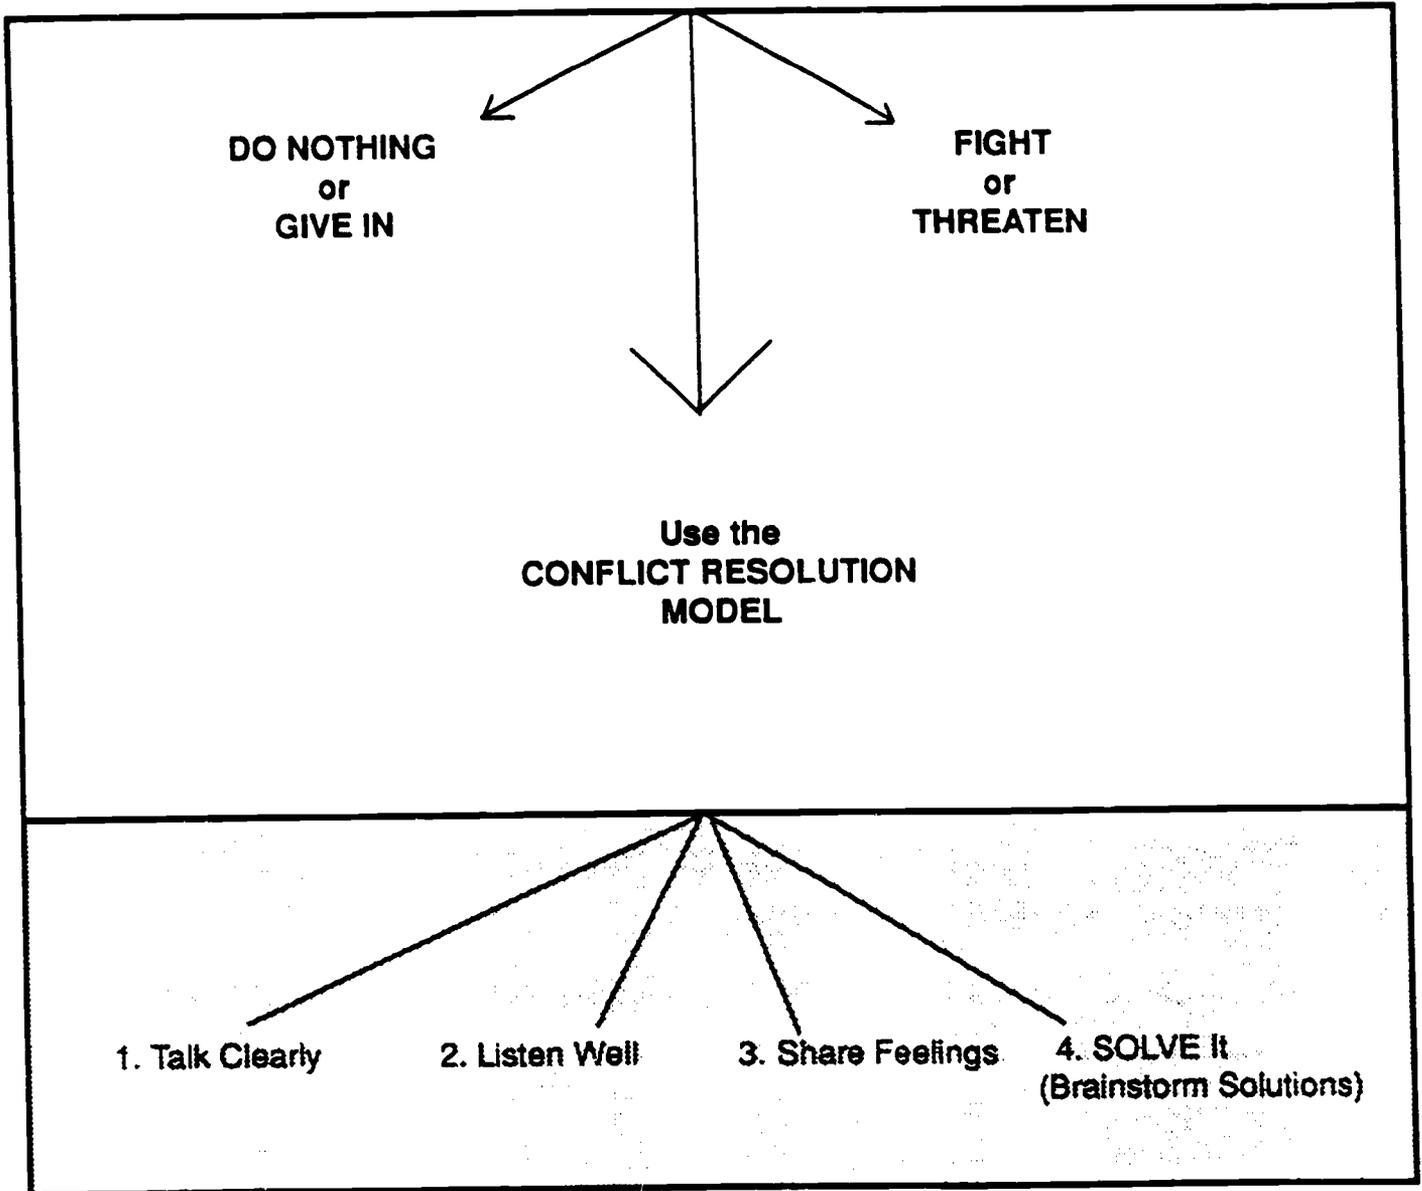 DO NOTHING
or
GIVE IN
FIGHT
or
THREATEN
Use the
CONFLICT RESOLUTION
MODEL
1. Talk Clearly
2. Listen Well
3. Share Feelings
4. SOLVE It
(Brainstorm Solutions)